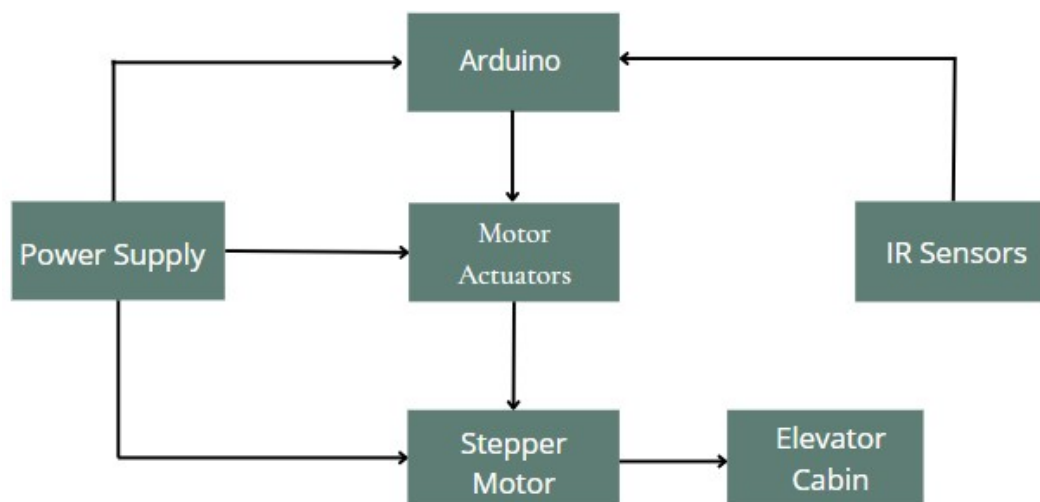 Arduino
Power Supply
Motor
Actuators
IR Sensors
Stepper
Motor
Elevator
Cabin